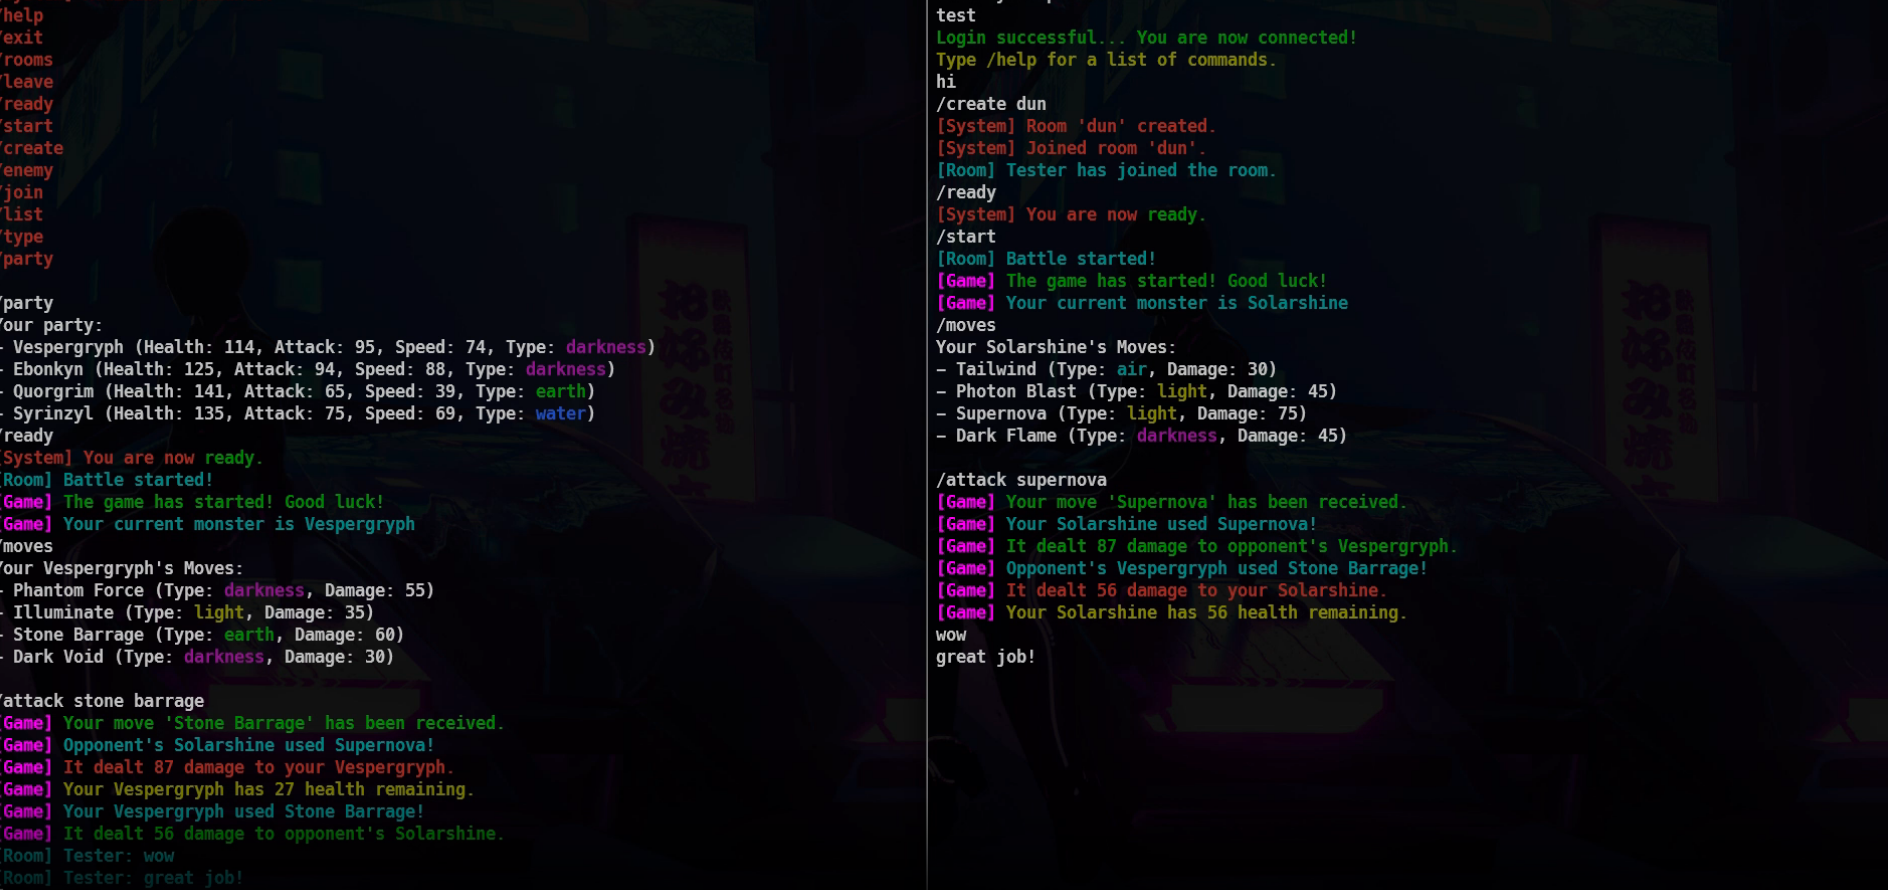 /help
/exit
/rooms
/leave
/ready
/start
/create
/enemy
/join
/list
/type
/party
/party
Your party:
- Vespergryph (Health: 114, Attack: 95, Speed: 74, Type: darkness)
- Ebonkyn (Health: 125, Attack: 94, Speed: 88, Type: darkness)
- Quorgrim (Health: 141, Attack: 65, Speed: 39, Type: earth)
- Syrinzyl (Health: 135, Attack: 75, Speed: 69, Type: water)
/ready
[System] You are now ready.
[Room] Battle started!
[Game] The game has started! Good luck!
[Game] Your current monster is Vespergryph
/moves
Your Vespergryph's Moves:
- Phantom Force (Type: darkness, Damage: 55)
- Illuminate (Type: light, Damage: 35)
- Stone Barrage (Type: earth, Damage: 60)
- Dark Void (Type: darkness, Damage: 30)
/attack stone barrage
[Game] Your move 'Stone Barrage' has been received.
[Game] Opponent's Solarshine used Supernova!
[Game] It dealt 87 damage to your Vespergryph.
[Game] Your Vespergryph has 27 health remaining.
[Game] Your Vespergryph used Stone Barrage!
[Game] It dealt 56 damage to opponent's Solarshine.
[Room] Tester: wow
[Room] Tester: great job!
test
Login successful... You are now connected!
Type /help for a list of commands.
hi
/create dun
[System] Room 'dun' created.
[System] Joined room 'dun'.
[Room] Tester has joined the room.
/ready
[System] You are now ready.
/start
[Room] Battle started!
[Game] The game has started! Good luck!
[Game] Your current monster is Solarshine
/moves
Your Solarshine's Moves:
- Tailwind (Type: air, Damage: 30)
- Photon Blast (Type: light, Damage: 45)
- Supernova (Type: light, Damage: 75)
- Dark Flame (Type: darkness, Damage: 45)
/attack supernova
[Game] Your move 'Supernova' has been received.
[Game] Your Solarshine used Supernova!
[Game] It dealt 87 damage to opponent's Vespergryph.
[Game] Opponent's Vespergryph used Stone Barrage!
[Game] It dealt 56 damage to your Solarshine.
[Game] Your Solarshine has 56 health remaining.
wow
great job!